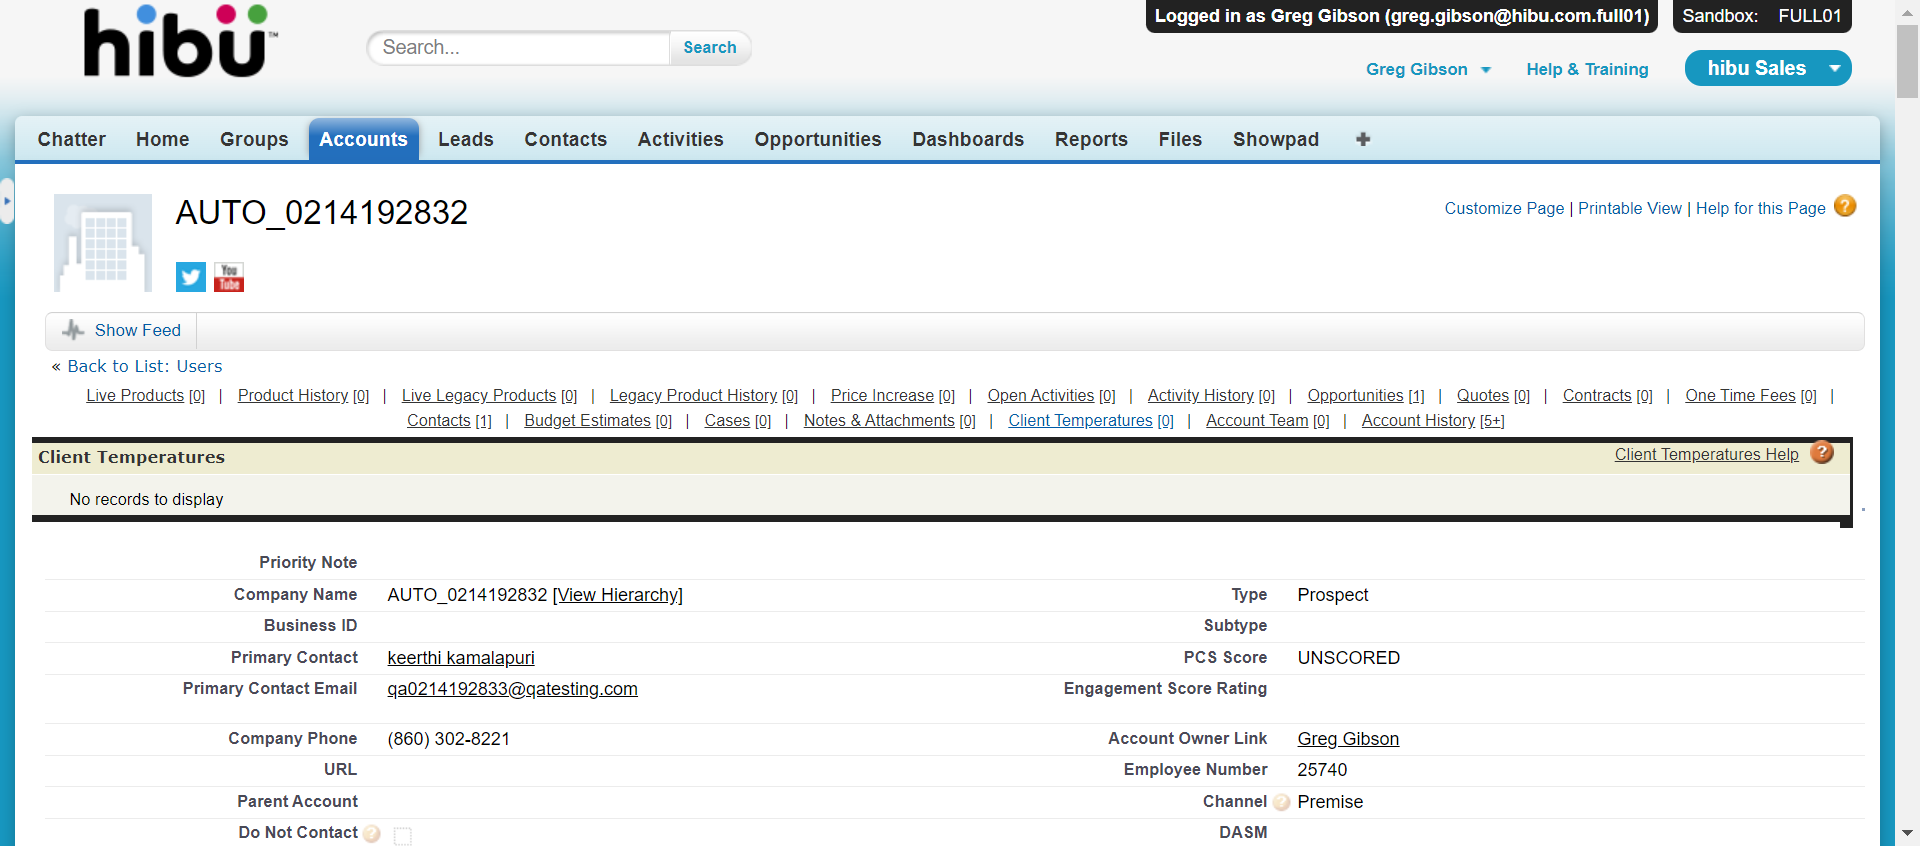 hibu™
Search...
Search
Logged in as Greg Gibson (greg.gibson@hibu.com.full01)
Sandbox: FULL01
Greg Gibson
Help & Training
hibu Sales
Chatter Home Groups Accounts Leads Contacts Activities Opportunities Dashboards Reports Files Showpad
AUTO_0214192832
Customize Page | Printable View | Help for this Page ?
You Tube
Show Feed
« Back to List: Users
Live Products [0] | Product History [0] | Live Legacy Products [0] | Legacy Product History [0] | Price Increase [0] | Open Activities [0] | Activity History [0] | Opportunities [1] | Quotes [0] | Contracts [0] | One Time Fees [0] |
Contacts [1] | Budget Estimates [0] | Cases [0] | Notes & Attachments [0] | Client Temperatures [0] | Account Team [0] | Account History [5+]
Client Temperatures
Client Temperatures Help ?
No records to display
Priority Note
Company Name AUTO_0214192832 [View Hierarchy] Type Prospect
Business ID Subtype
Primary Contact keerthi kamalapuri PCS Score UNSCORED
Primary Contact Email qa0214192833@qatesting.com Engagement Score Rating
Company Phone (860) 302-8221 Account Owner Link Greg Gibson
URL Employee Number 25740
Parent Account Channel ? Premise
Do Not Contact ? DASM